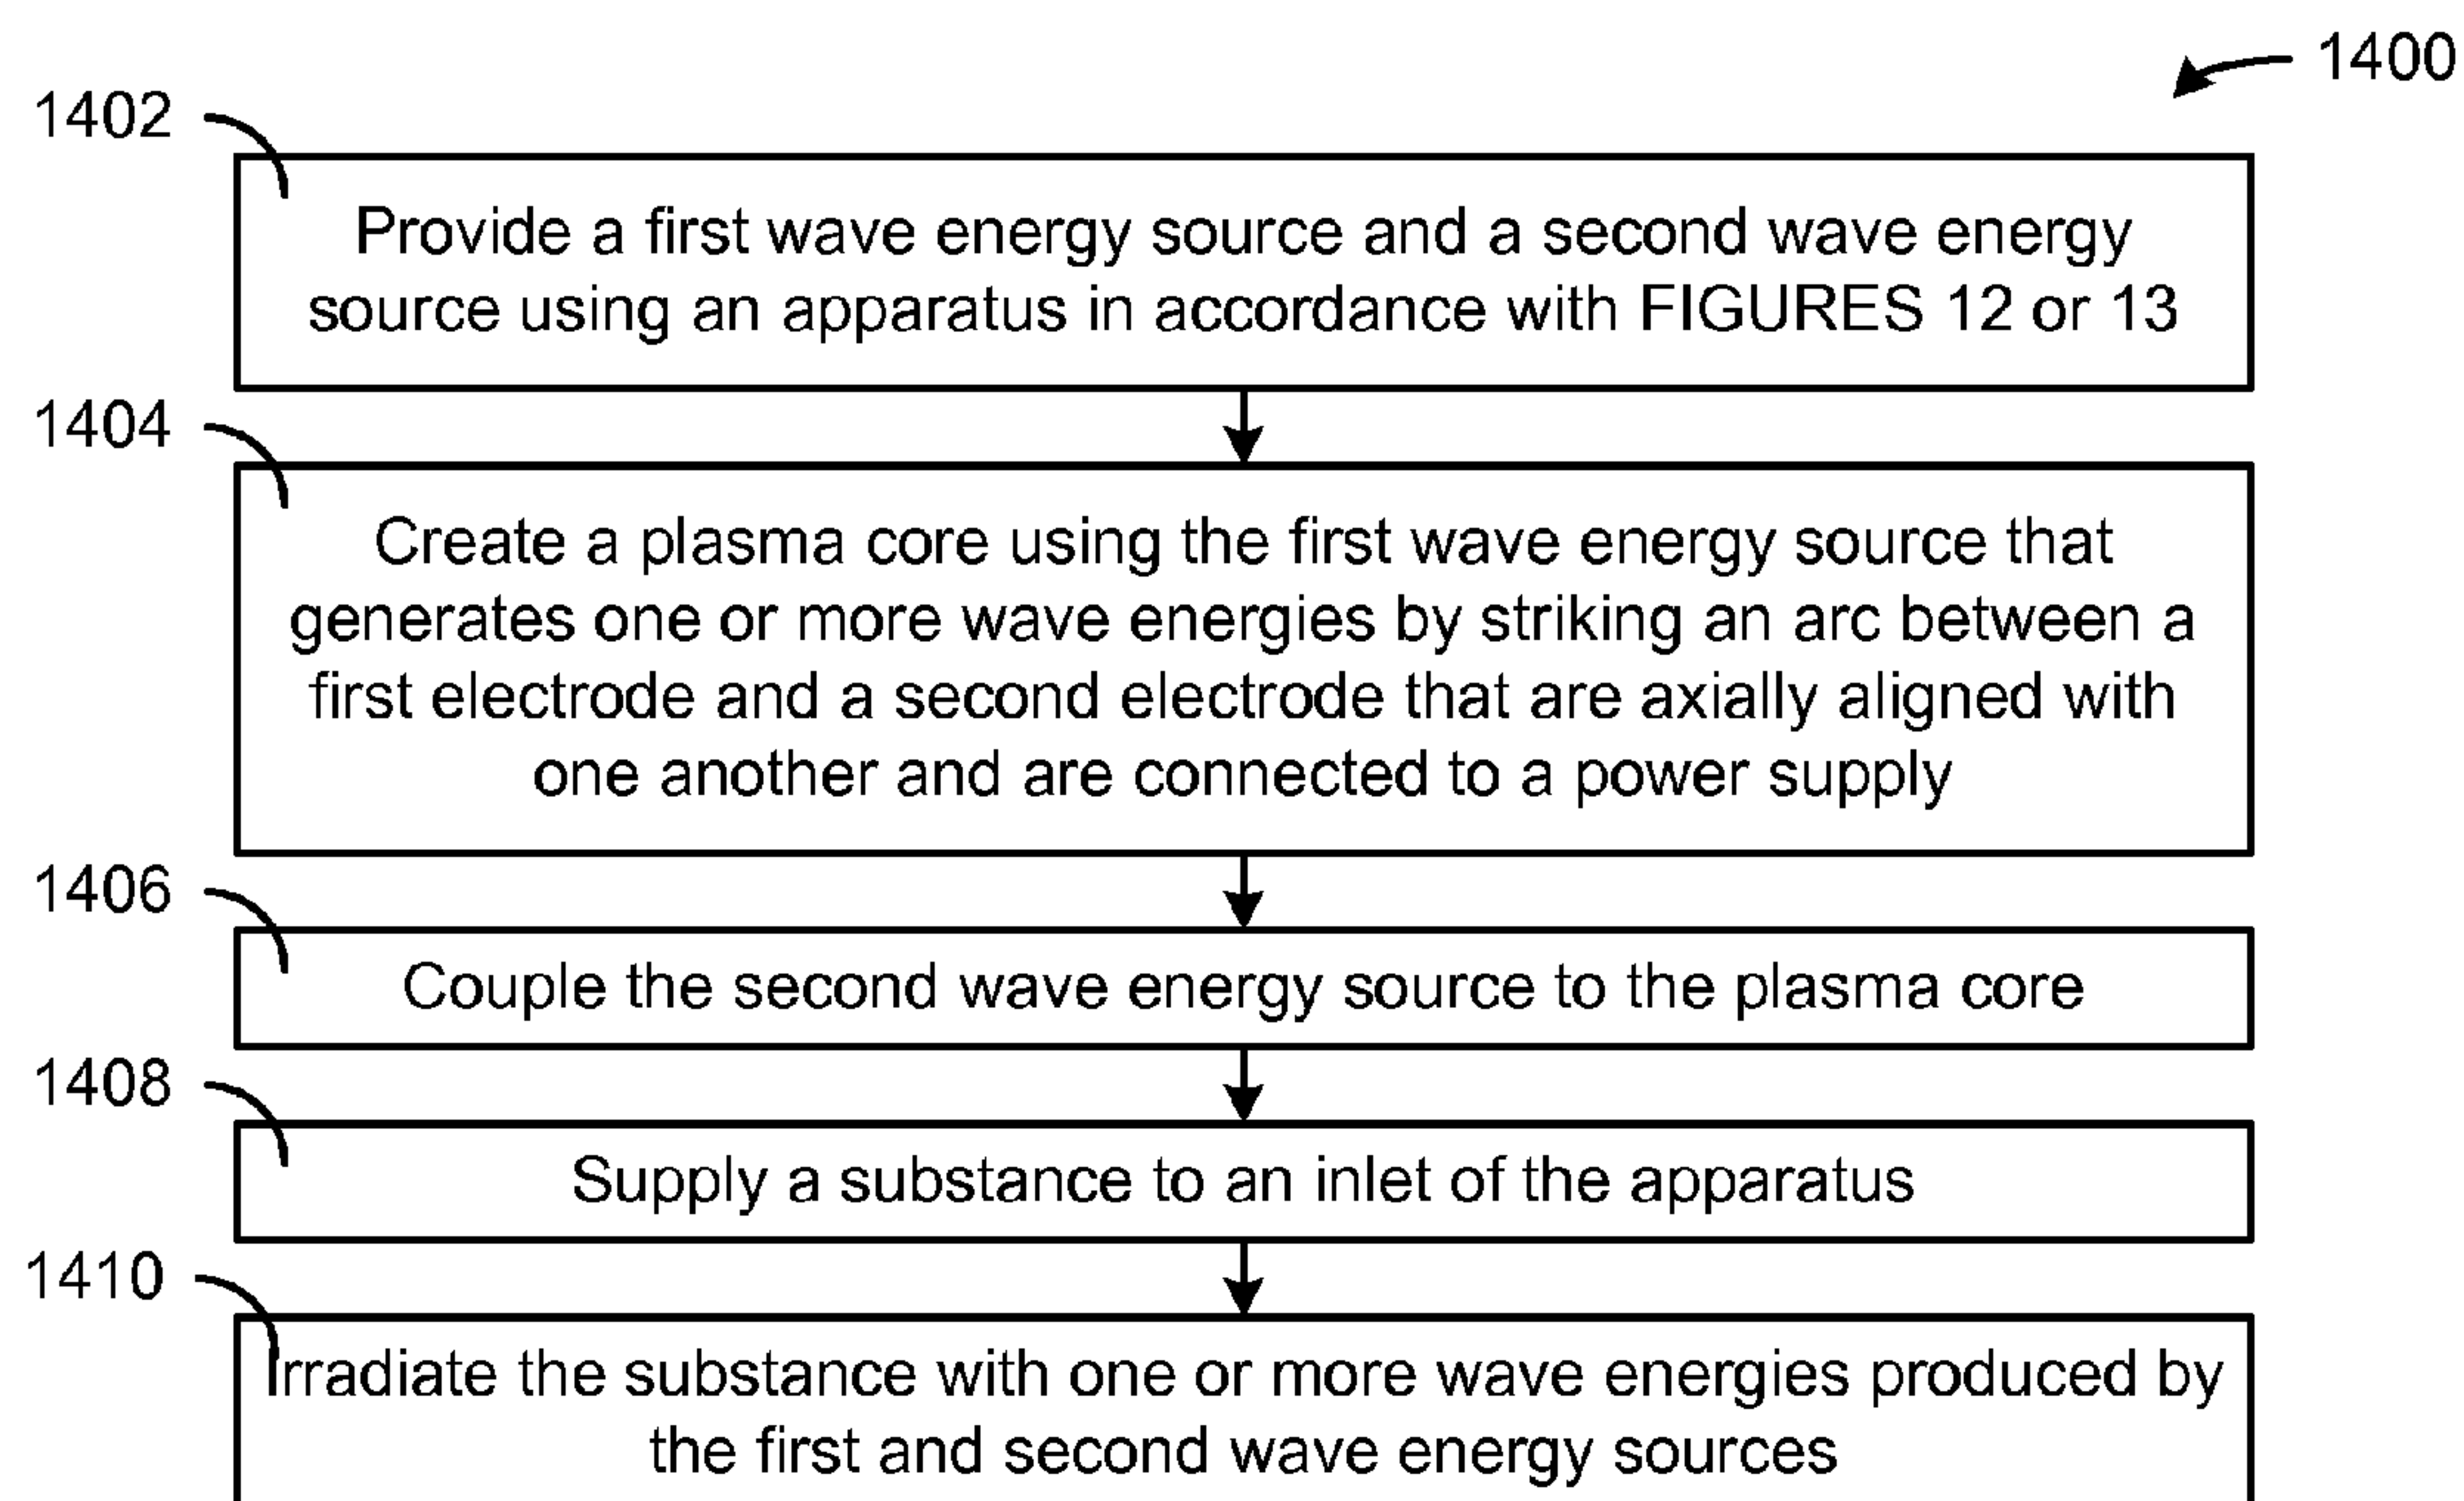 1400
1402
Provide a first wave energy source and a second wave energy
source using an apparatus in accordance with FIGURES 12 or 13
1404
Create a plasma core using the first wave energy source that
generates one or more wave energies by striking an arc between a
first electrode and a second electrode that are axially aligned with
one another and are connected to a power supply
1406
Couple the second wave energy source to the plasma core
1408
Supply a substance to an inlet of the apparatus
1410
Irradiate the substance with one or more wave energies produced by
the first and second wave energy sources